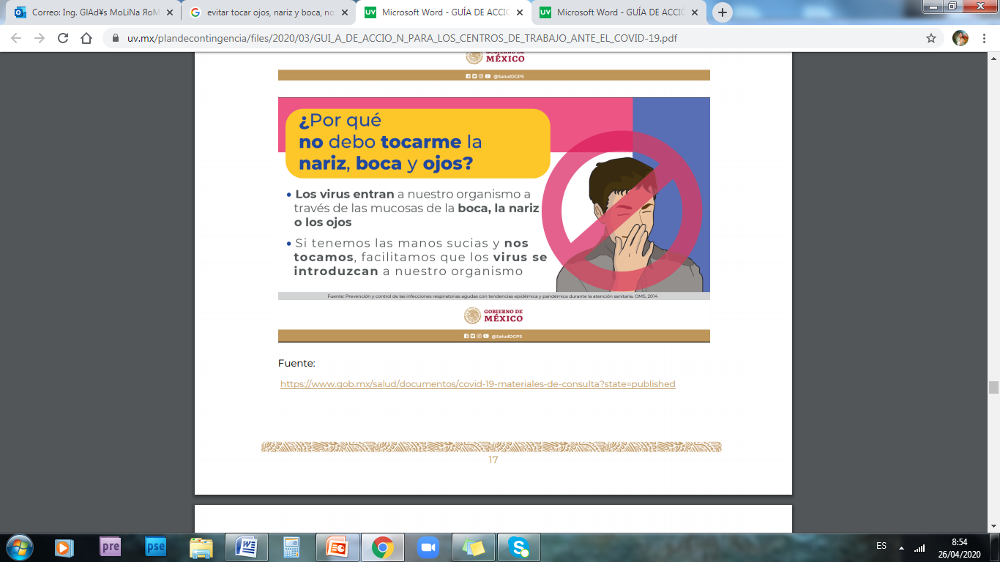 Correo: Ing. GlAd¥s MoLiNa ЯoM
evitar tocar ojos, nariz y boca, no
UV Microsoft Word - GUÍA DE ACCIO
UV Microsoft Word - GUÍA DE ACCIO
uv.mx/plandecontingencia/files/2020/03/GUI_A_DE_ACCIO_N_PARA_LOS_CENTROS_DE_TRABAJO_ANTE_EL_COVID-19.pdf
GOBIERNO DE
MÉXICO
@SaludDGPS
¿Por qué
no debo tocarme la
nariz, boca y ojos?
• Los virus entran a nuestro organismo a
través de las mucosas de la boca, la nariz
o los ojos
• Si tenemos las manos sucias y nos
tocamos, facilitamos que los virus se
introduzcan a nuestro organismo
Fuente: Prevención y control de las infecciones respiratorias agudas con tendencias epidémica y pandémica durante la atención sanitaria. OMS, 2014
GOBIERNO DE
MÉXICO
@SaludDGPS
Fuente:
https://www.gob.mx/salud/documentos/covid-19-materiales-de-consulta?state=published
17
pre
pse
ES
8:54
26/04/2020